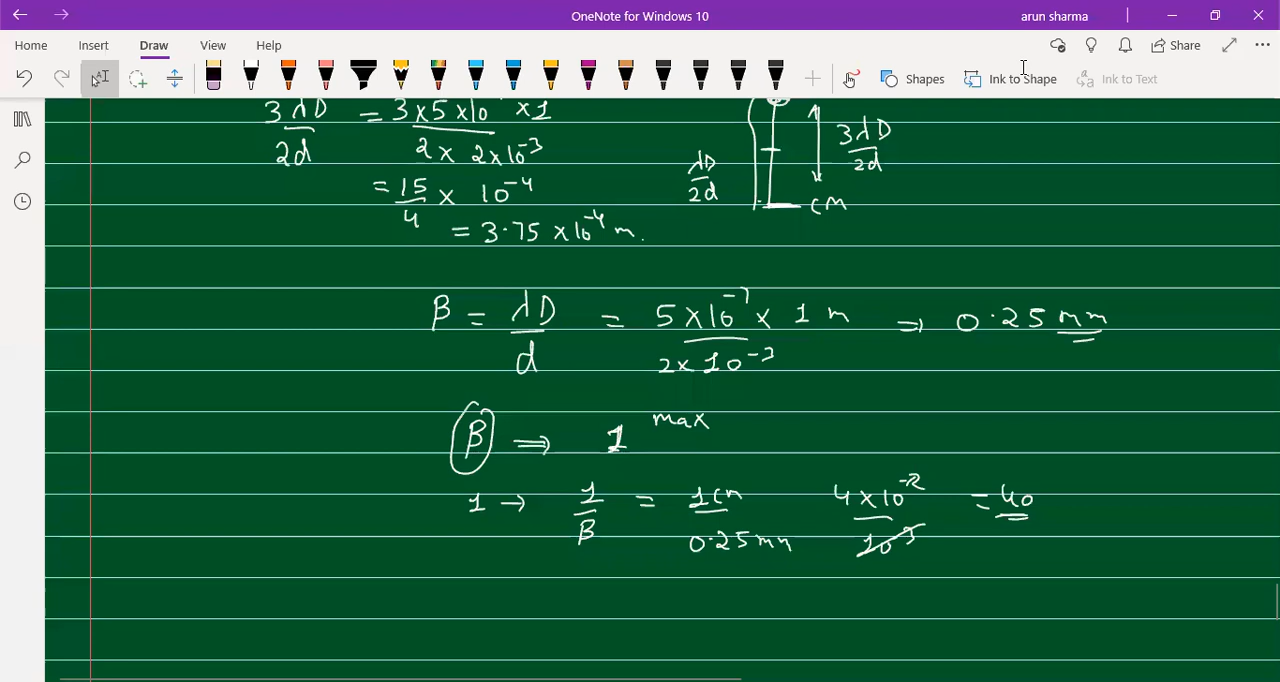 OneNote for Windows 10
arun sharma
Home Insert Draw View Help
Share
Shapes Ink to Shape Ink to Text
3λD/2d = 3×5×10 ×1 / 2× 2×10⁻³
= 15/4 × 10⁻⁴
= 3.75 ×10⁻⁴ m.
λD/2d
3λD/2d
CM
β = λD/d = 5×10⁻⁷ × 1 m / 2×10⁻³ ⇒ 0.25 mm
β ⇒ 1 max
1 → 1/β = 1cm/0.25mm 4×10⁻²/10⁻³ = 40